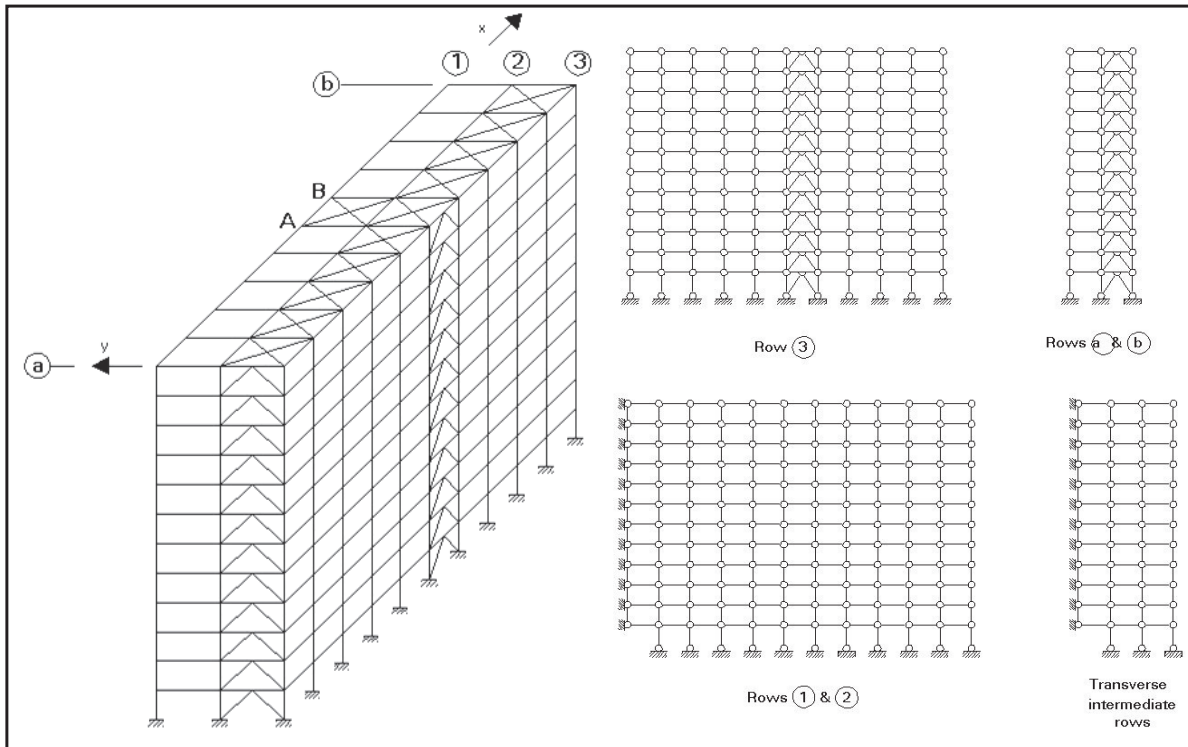 x
1 2 3
b
B
A
y
a
Row 3
Rows a & b
Rows 1 & 2
Transverse
intermediate
rows